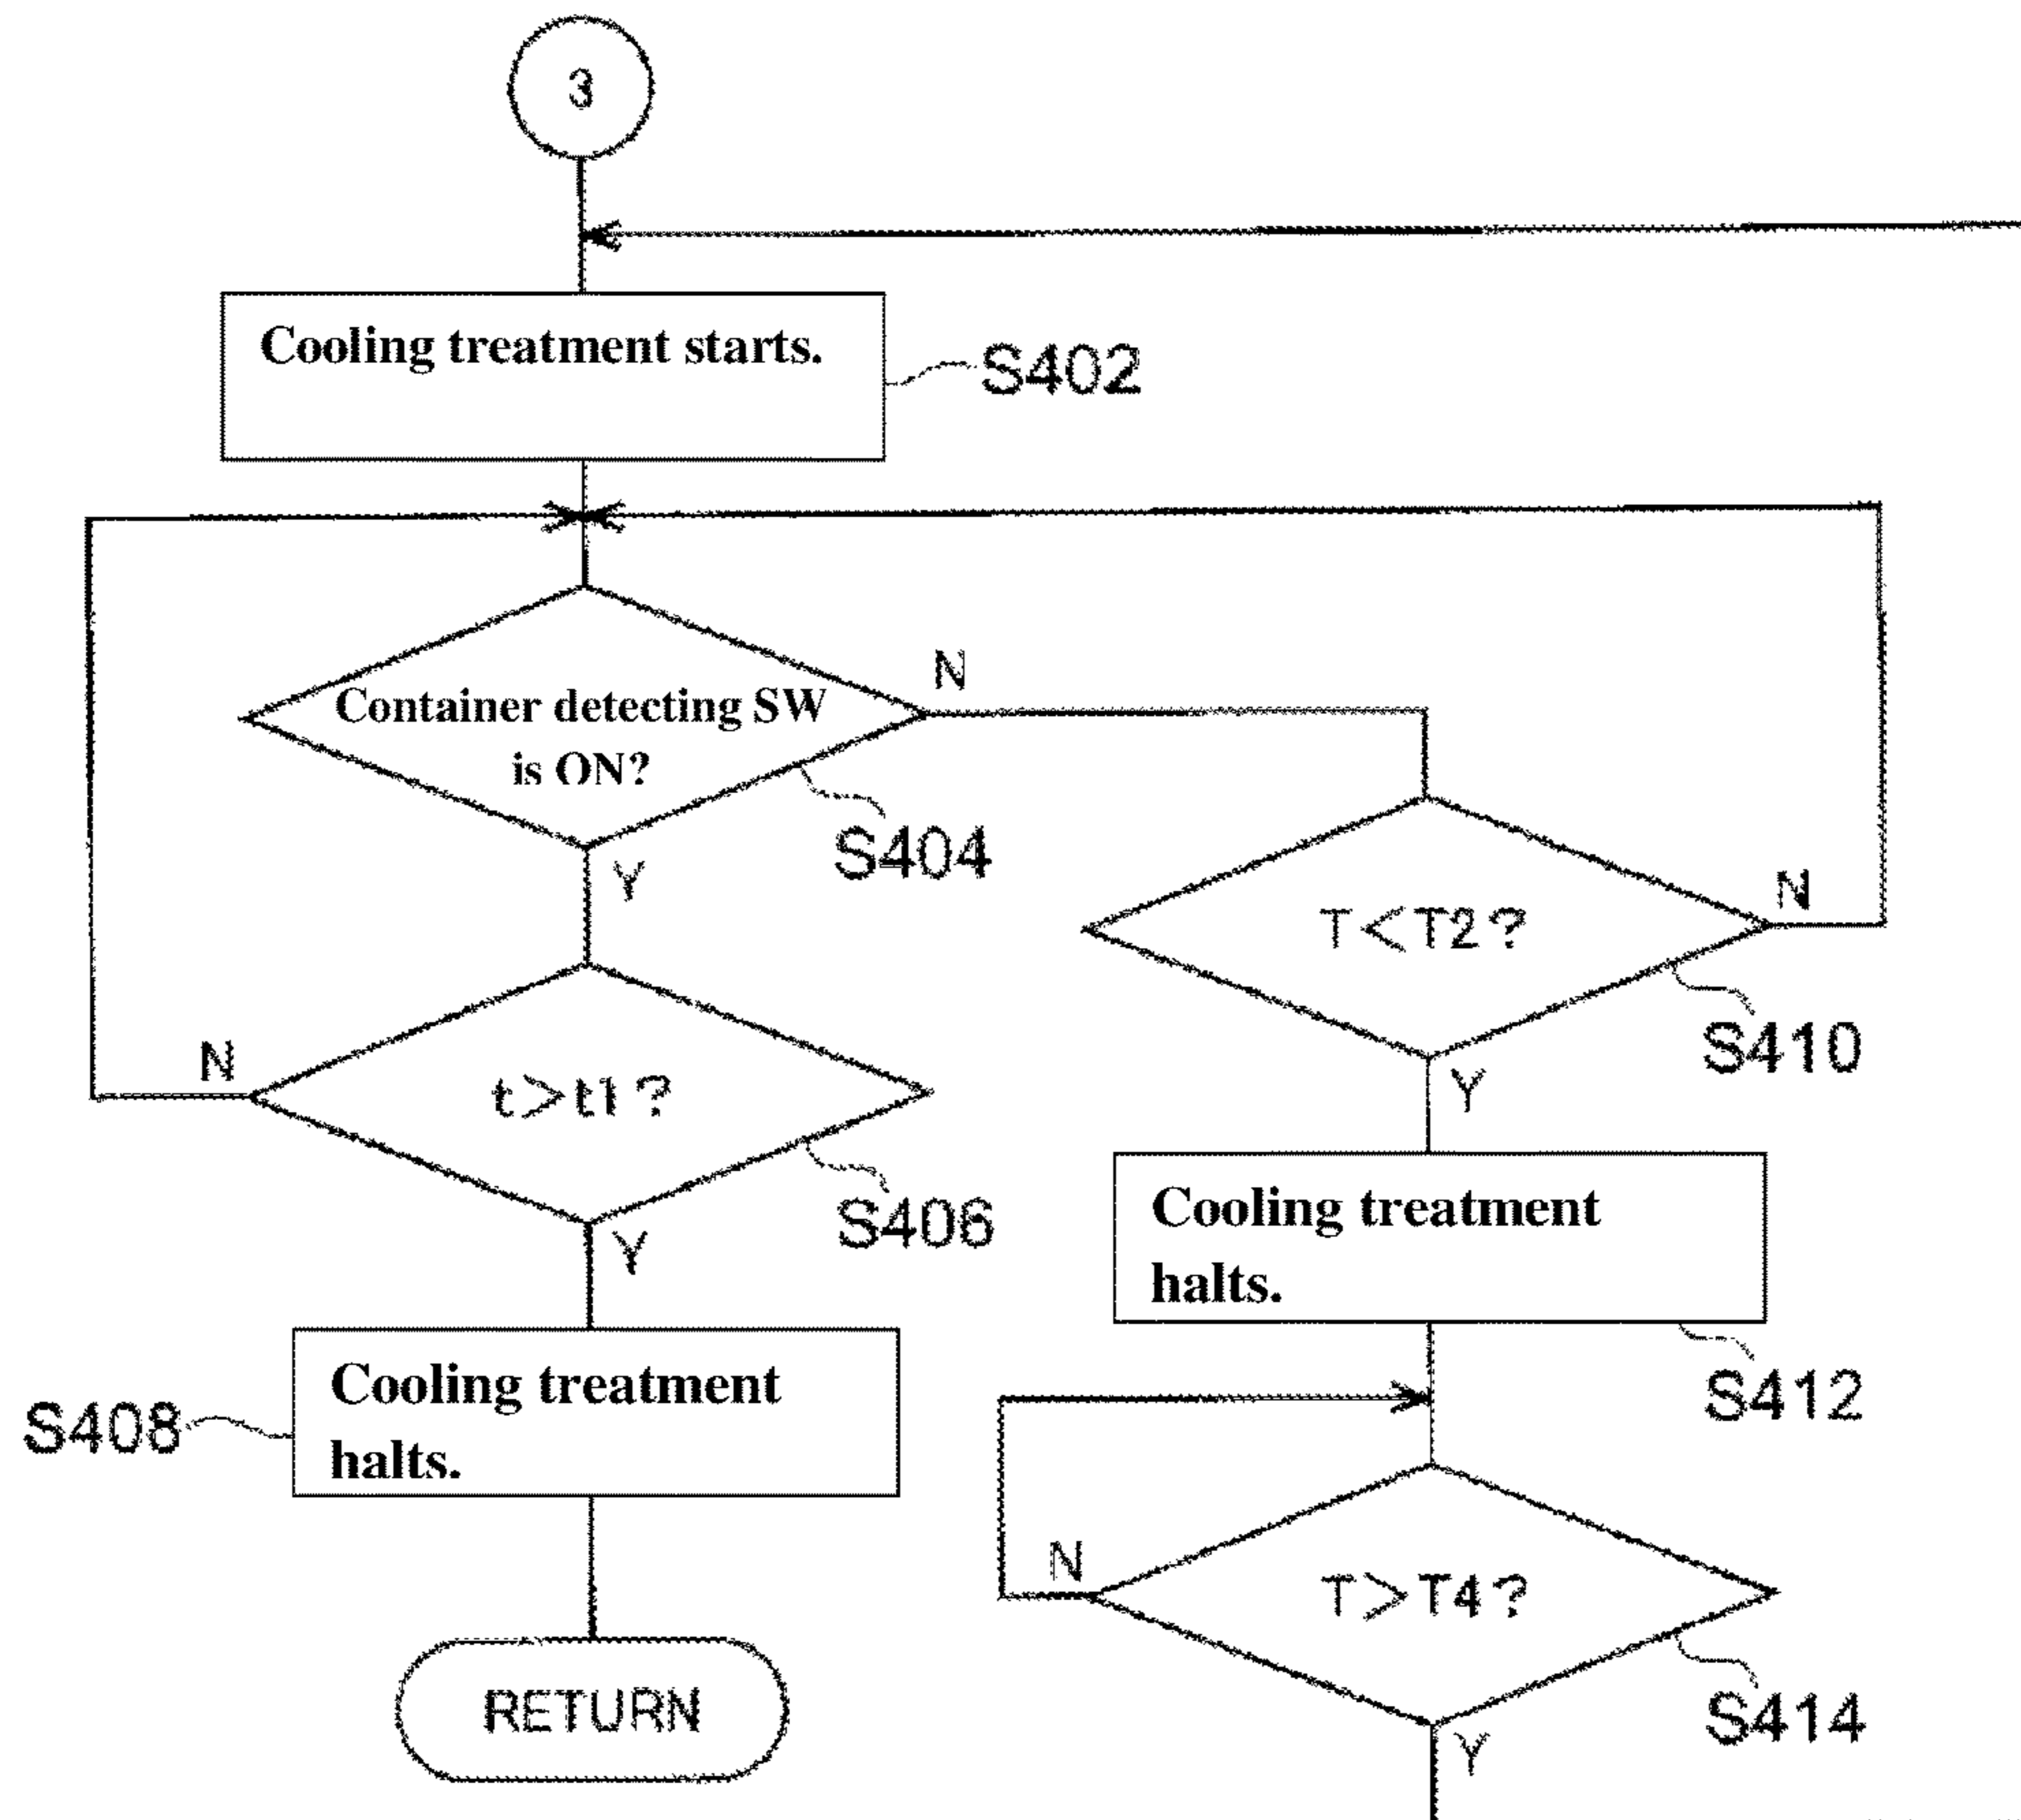 3
Cooling treatment starts.
S402
N
Container detecting SW
is ON?
S404
Y
T<T2?
N
S410
N
t>t1?
Y
S406
Cooling treatment
halts.
Y
S412
Cooling treatment
halts.
S408
N
T>T4?
RETURN
S414
Y